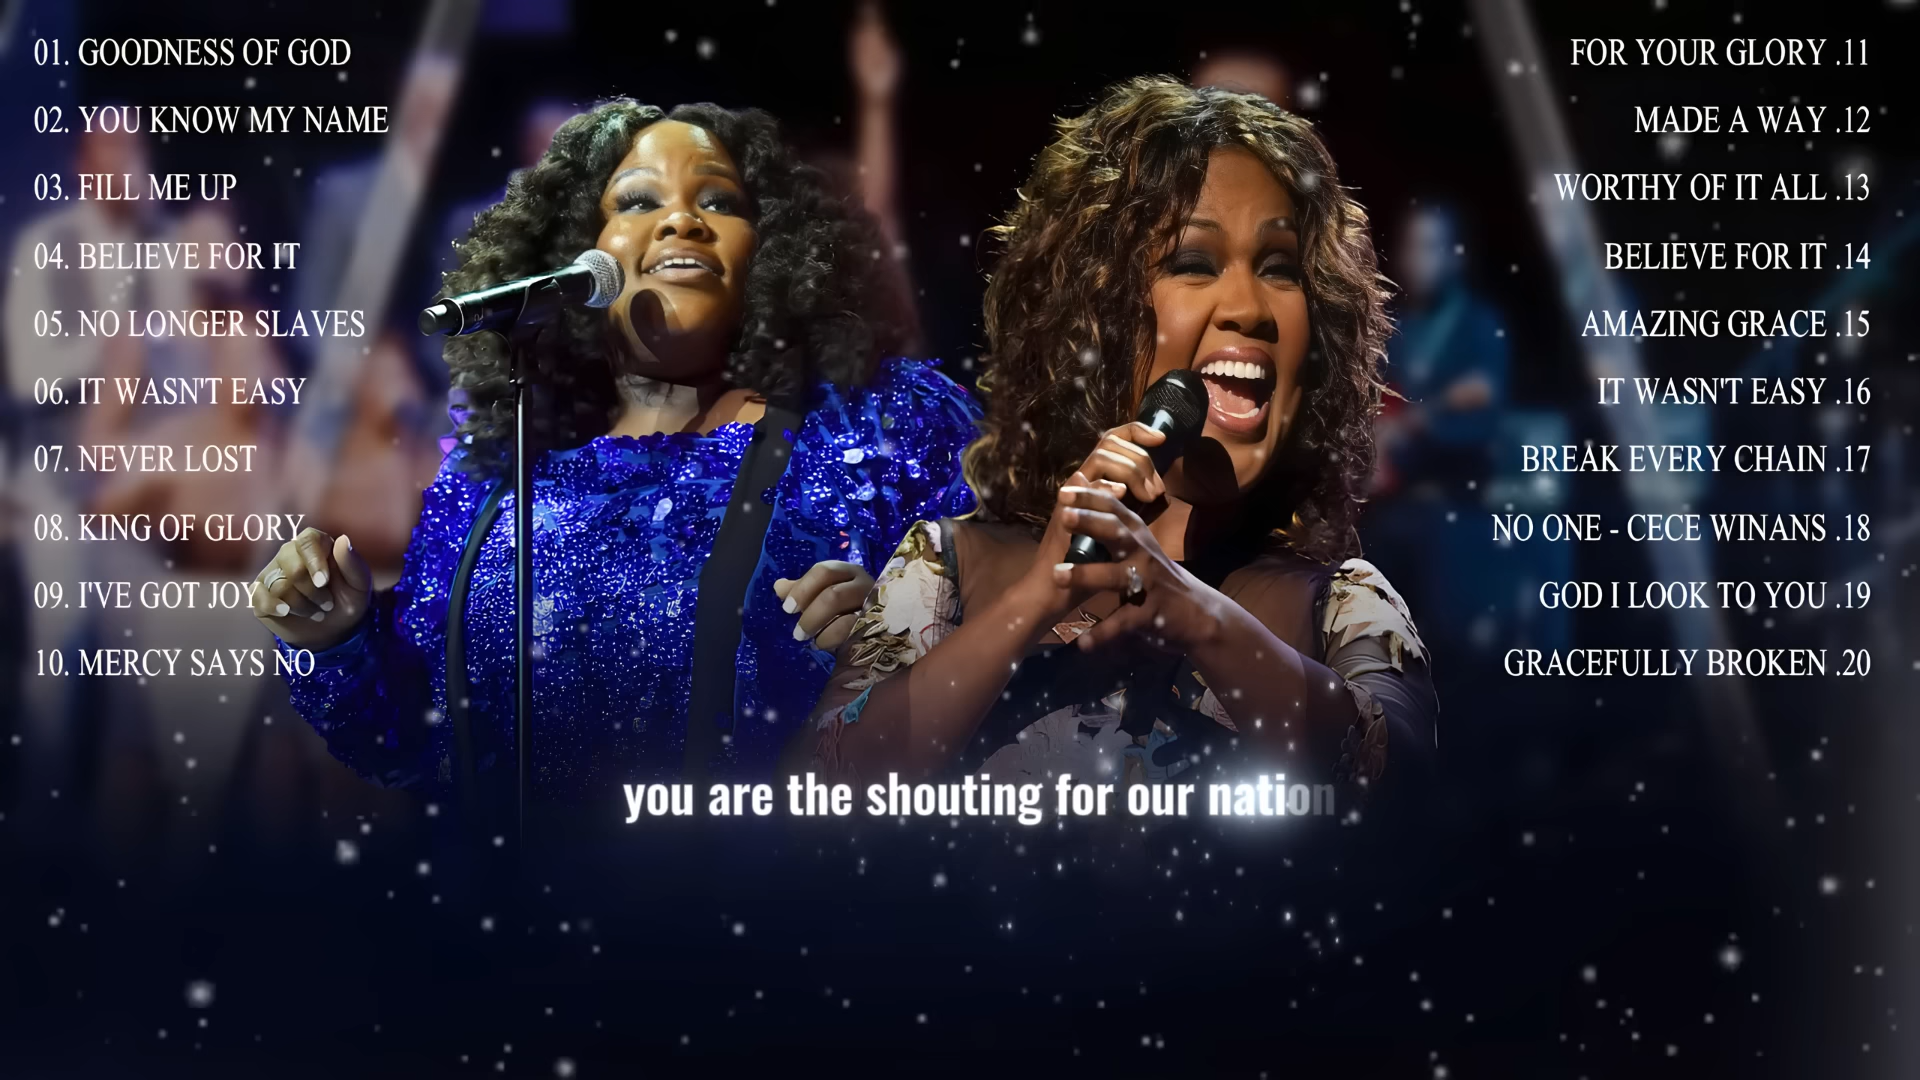 01. GOODNESS OF GOD
02. YOU KNOW MY NAME
03. FILL ME UP
04. BELIEVE FOR IT
05. NO LONGER SLAVES
06. IT WASN'T EASY
07. NEVER LOST
08. KING OF GLORY
09. I'VE GOT JOY
10. MERCY SAYS NO
FOR YOUR GLORY .11
MADE A WAY .12
WORTHY OF IT ALL .13
BELIEVE FOR IT .14
AMAZING GRACE .15
IT WASN'T EASY .16
BREAK EVERY CHAIN .17
NO ONE - CECE WINANS .18
GOD I LOOK TO YOU .19
GRACEFULLY BROKEN .20
you are the shouting for our nation